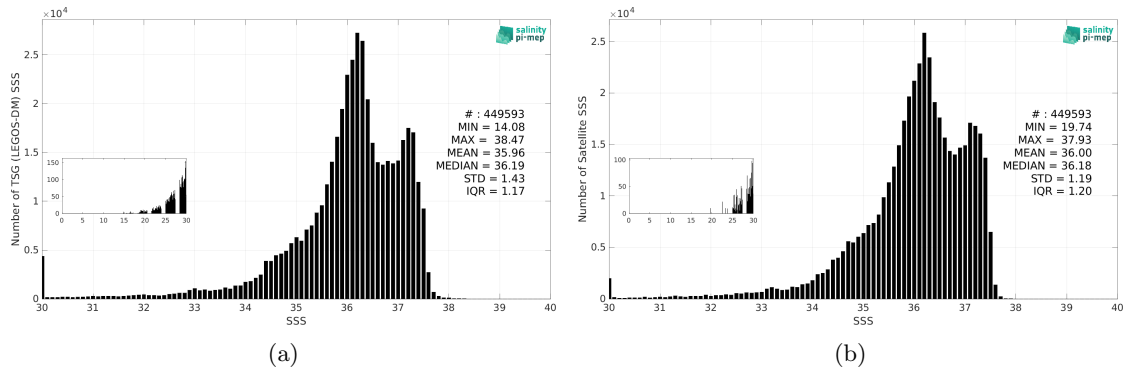 ×10⁴
2.5
2
1.5
1
0.5
0
Number of TSG (LEGOS-DM) SSS
salinity
pi-mep
# : 449593
MIN = 14.08
MAX = 38.47
MEAN = 35.96
MEDIAN = 36.19
STD = 1.43
IQR = 1.17
150
100
50
0
0 5 10 15 20 25 30
30 31 32 33 34 35 36 37 38 39 40
SSS
(a)
×10⁴
2.5
2
1.5
1
0.5
0
Number of Satellite SSS
salinity
pi-mep
# : 449593
MIN = 19.74
MAX = 37.93
MEAN = 36.00
MEDIAN = 36.18
STD = 1.19
IQR = 1.20
100
50
0
0 5 10 15 20 25 30
30 31 32 33 34 35 36 37 38 39 40
SSS
(b)